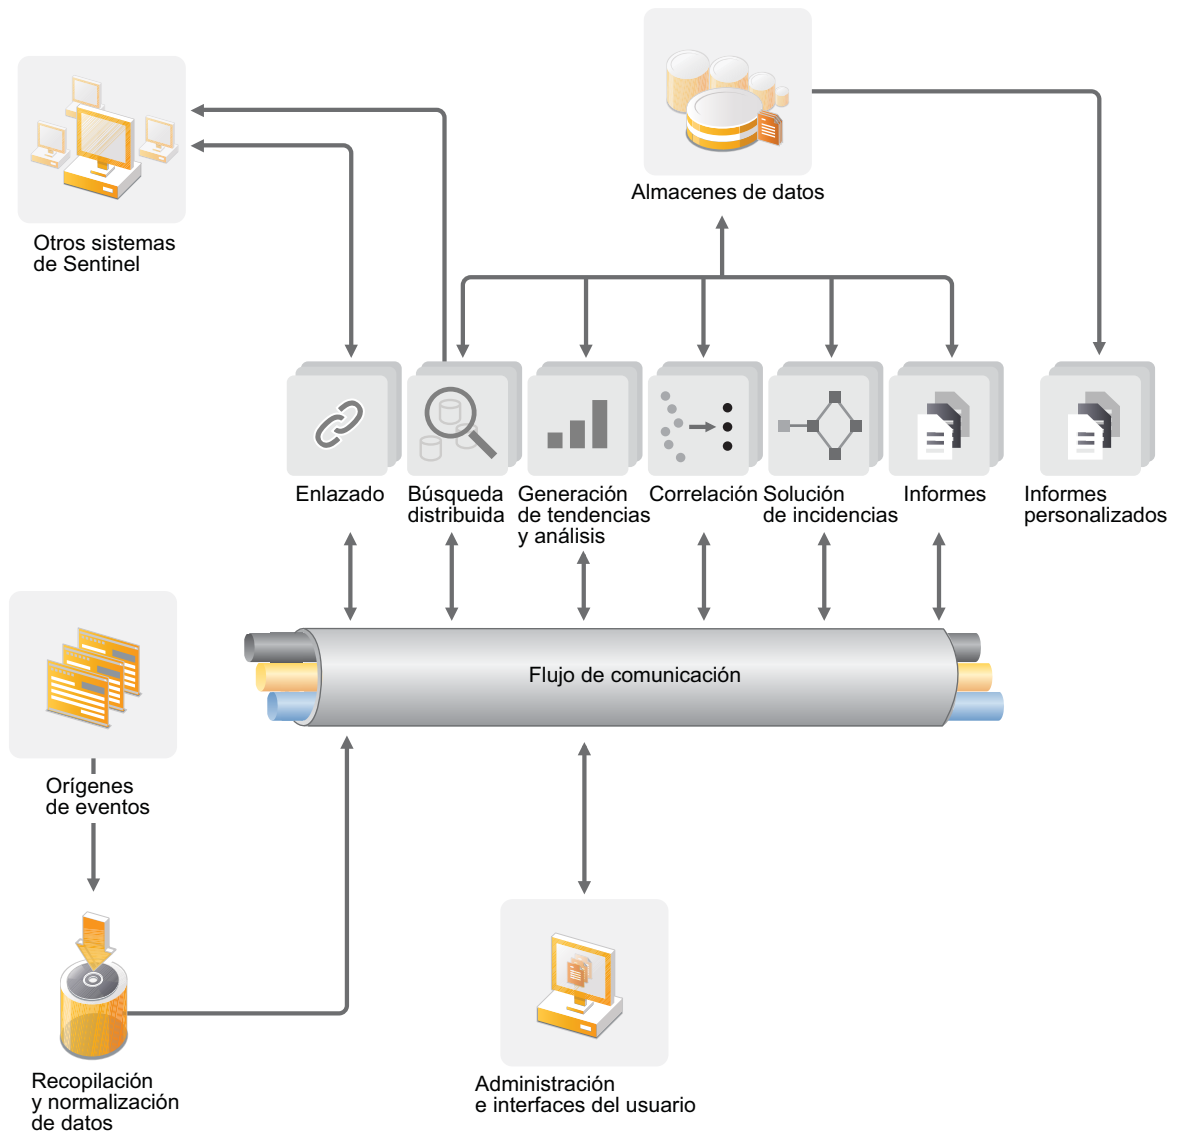 Almacenes de datos
Otros sistemas
de Sentinel
Enlazado
Búsqueda
distribuida
Generación
de tendencias
y análisis
Correlación
Solución
de incidencias
Informes
Informes
personalizados
Flujo de comunicación
Orígenes
de eventos
Recopilación
y normalización
de datos
Administración
e interfaces del usuario